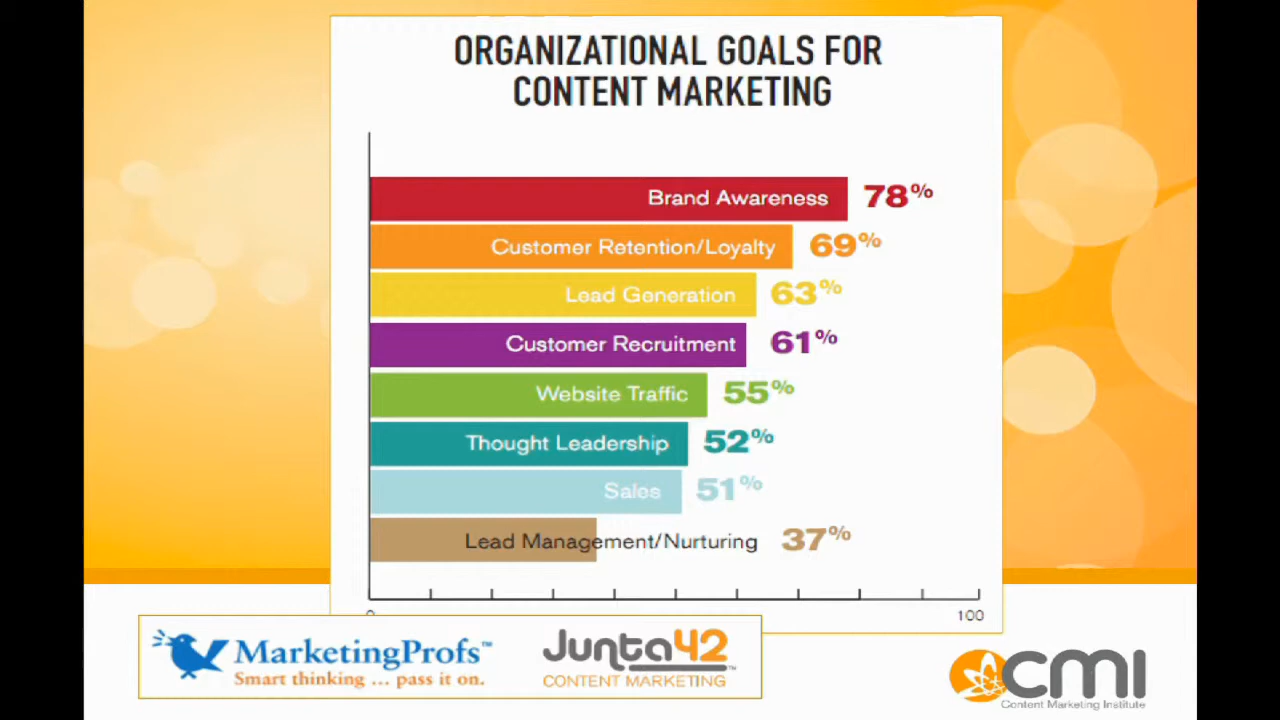 ORGANIZATIONAL GOALS FOR
CONTENT MARKETING
Brand Awareness 78%
Customer Retention/Loyalty 69%
Lead Generation 63%
Customer Recruitment 61%
Website Traffic 55%
Thought Leadership 52%
Sales 51%
Lead Management/Nurturing 37%
0 100
MarketingProfs™
Smart thinking ... pass it on.
Junta42™
CONTENT MARKETING
CMI
Content Marketing Institute